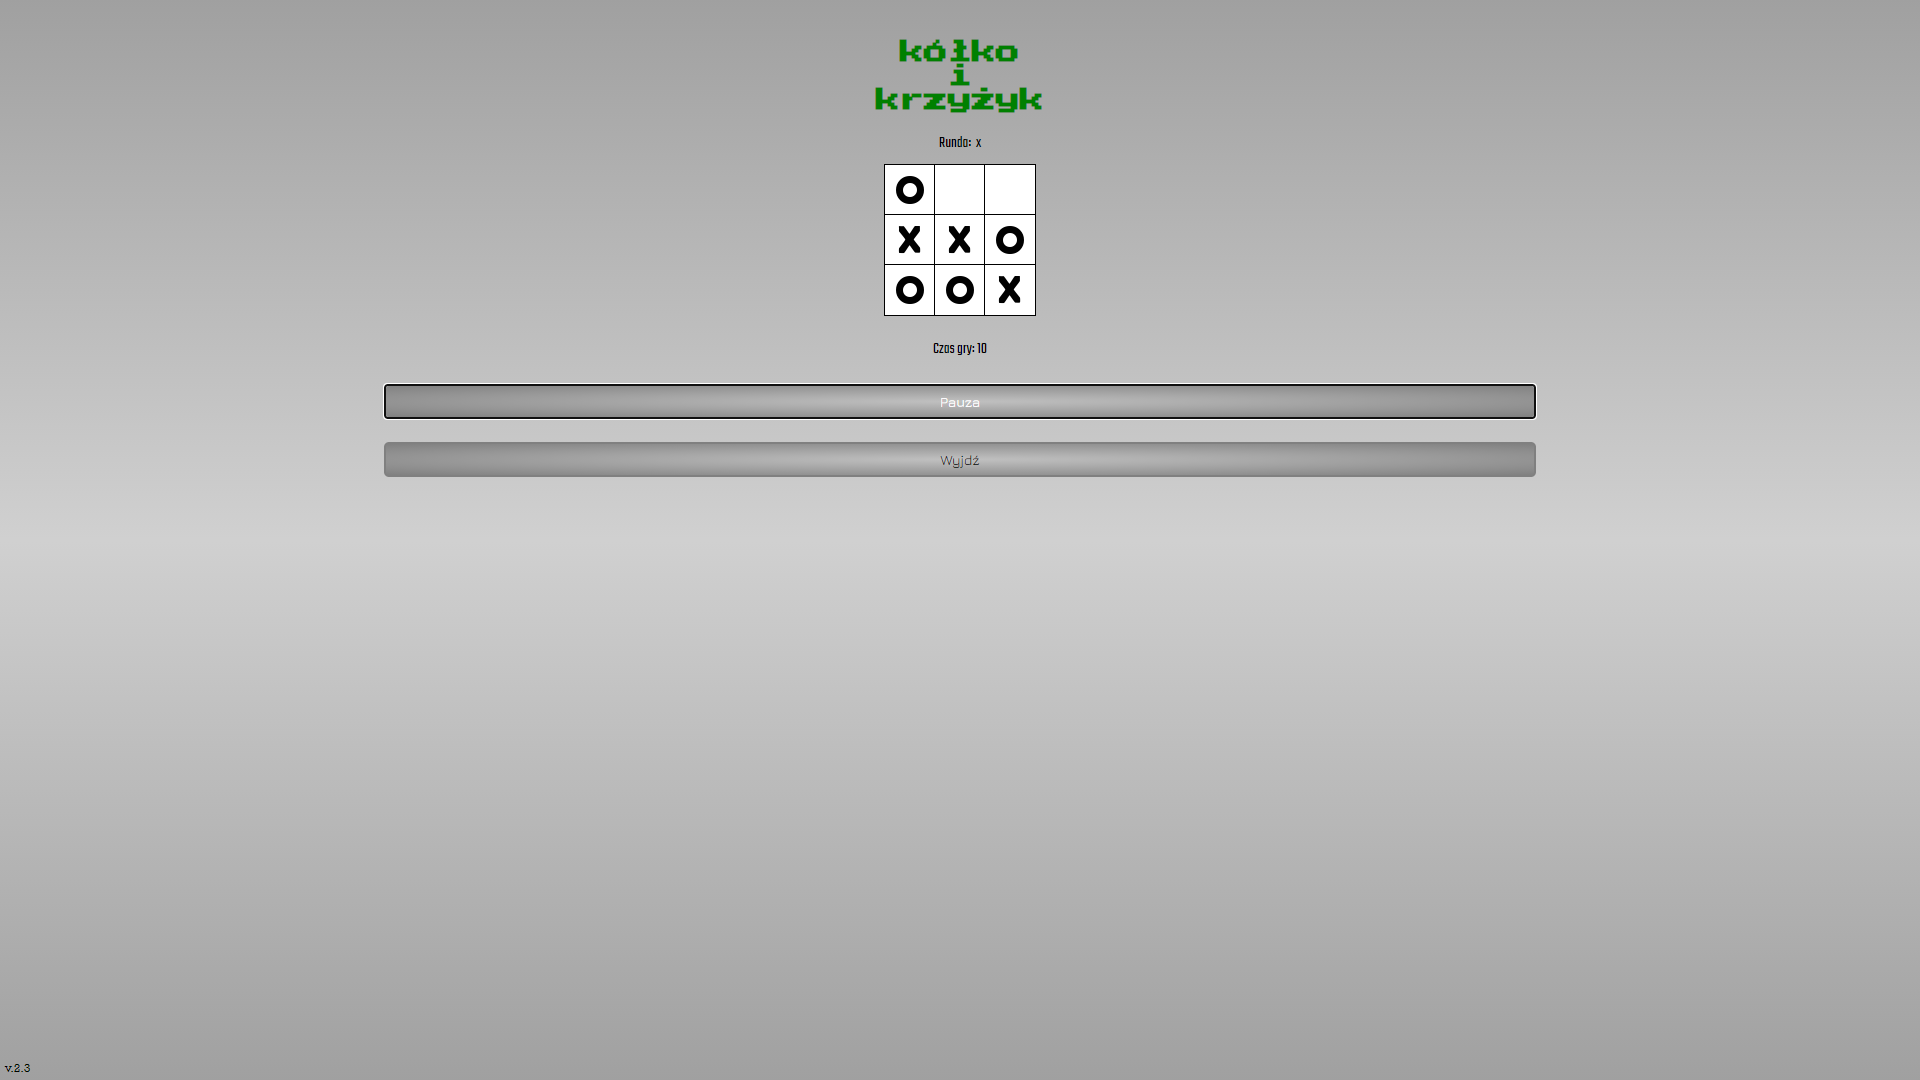 kółko
i
krzyżyk
Runda: x
O
X X O
O O X
Czas gry: 10
Pauza
Wyjdź
v.2.3